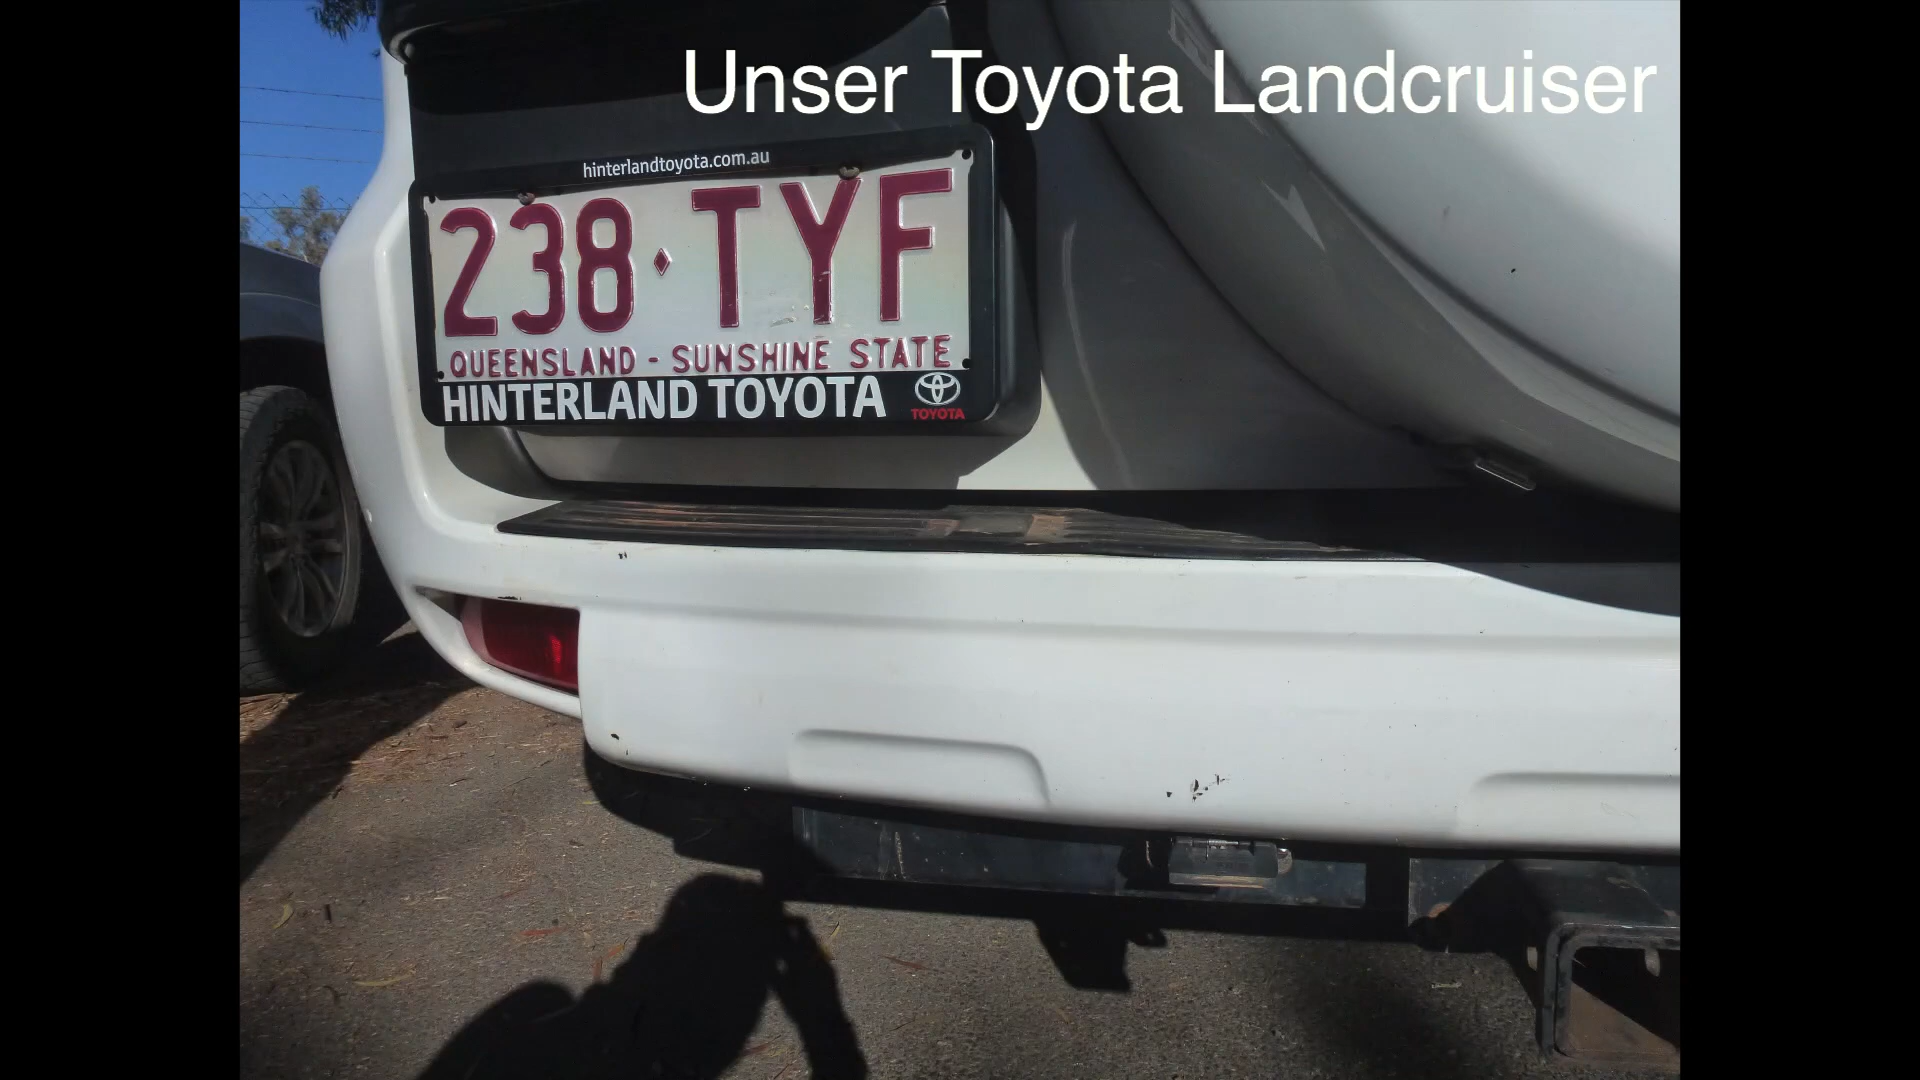 Unser Toyota Landcruiser
hinterlandtoyota.com.au
238·TYF
QUEENSLAND - SUNSHINE STATE
HINTERLAND TOYOTA
TOYOTA